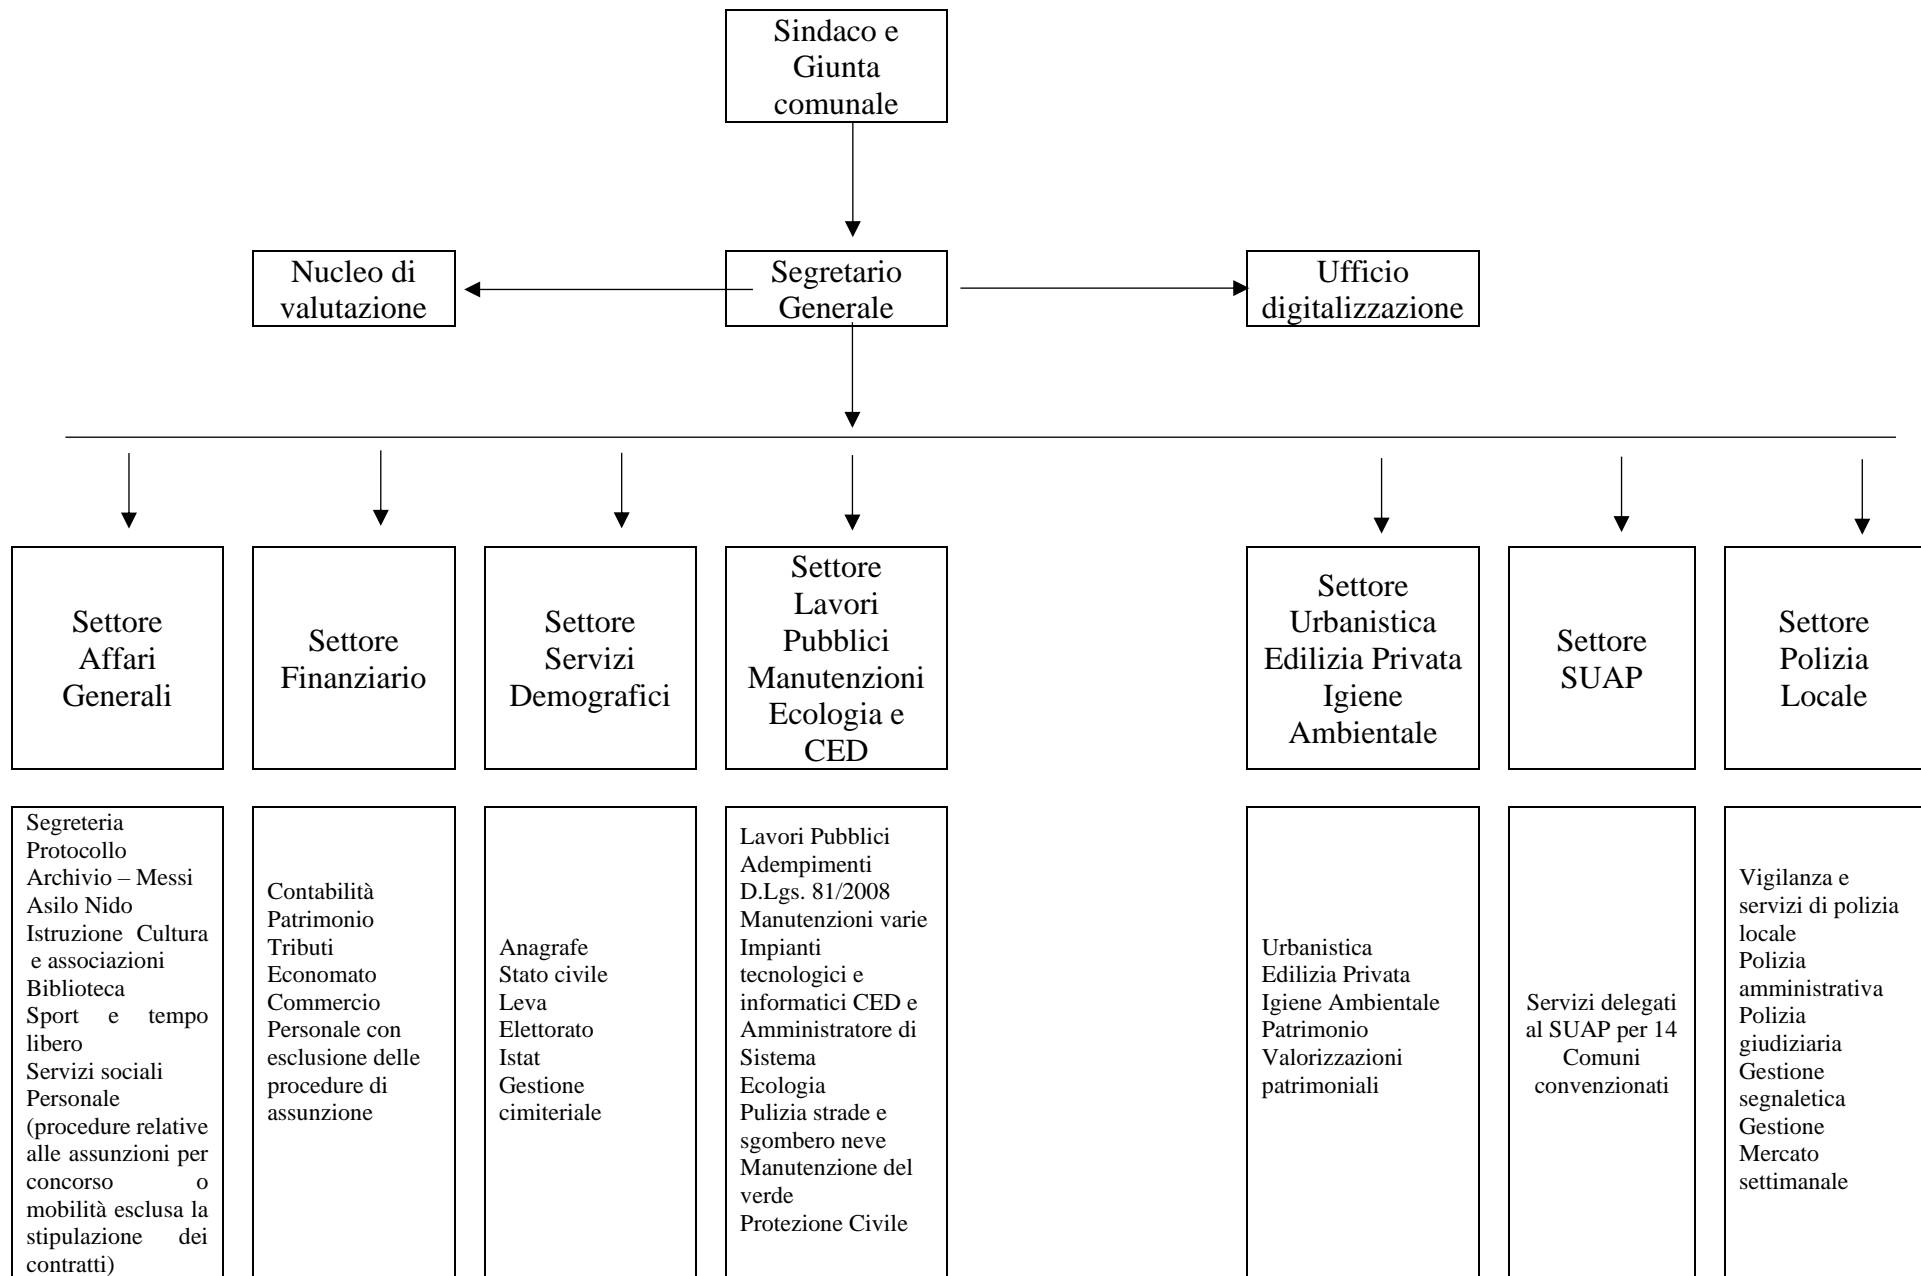 Sindaco e
Giunta
comunale
Nucleo di
valutazione
Segretario
Generale
Ufficio
digitalizzazione
Settore
Affari
Generali
Settore
Finanziario
Settore
Servizi
Demografici
Settore
Lavori
Pubblici
Manutenzioni
Ecologia e
CED
Settore
Urbanistica
Edilizia Privata
Igiene
Ambientale
Settore
SUAP
Settore
Polizia
Locale
Segreteria
Protocollo
Archivio – Messi
Asilo Nido
Istruzione Cultura
e associazioni
Biblioteca
Sport e tempo
libero
Servizi sociali
Personale
(procedure relative
alle assunzioni per
concorso o
mobilità esclusa la
stipulazione dei
contratti)
Contabilità
Patrimonio
Tributi
Economato
Commercio
Personale con
esclusione delle
procedure di
assunzione
Anagrafe
Stato civile
Leva
Elettorato
Istat
Gestione
cimiteriale
Lavori Pubblici
Adempimenti
D.Lgs. 81/2008
Manutenzioni varie
Impianti
tecnologici e
informatici CED e
Amministratore di
Sistema
Ecologia
Pulizia strade e
sgombero neve
Manutenzione del
verde
Protezione Civile
Urbanistica
Edilizia Privata
Igiene Ambientale
Patrimonio
Valorizzazioni
patrimoniali
Servizi delegati
al SUAP per 14
Comuni
convenzionati
Vigilanza e
servizi di polizia
locale
Polizia
amministrativa
Polizia
giudiziaria
Gestione
segnaletica
Gestione
Mercato
settimanale